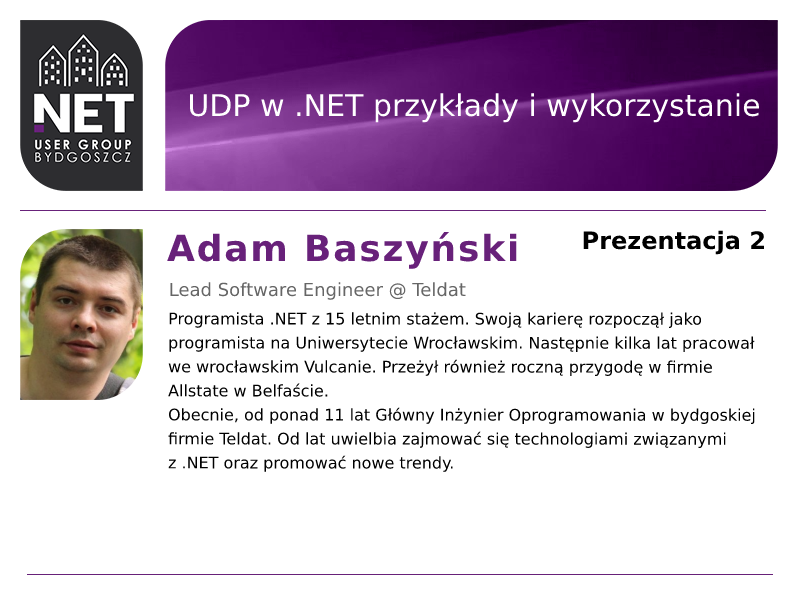 .NET
USER GROUP
BYDGOSZCZ
UDP w .NET przykłady i wykorzystanie
Adam Baszyński
Prezentacja 2
Lead Software Engineer @ Teldat
Programista .NET z 15 letnim stażem. Swoją karierę rozpoczął jako
programista na Uniwersytecie Wrocławskim. Następnie kilka lat pracował
we wrocławskim Vulcanie. Przeżył również roczną przygodę w firmie
Allstate w Belfaście.
Obecnie, od ponad 11 lat Główny Inżynier Oprogramowania w bydgoskiej
firmie Teldat. Od lat uwielbia zajmować się technologiami związanymi
z .NET oraz promować nowe trendy.